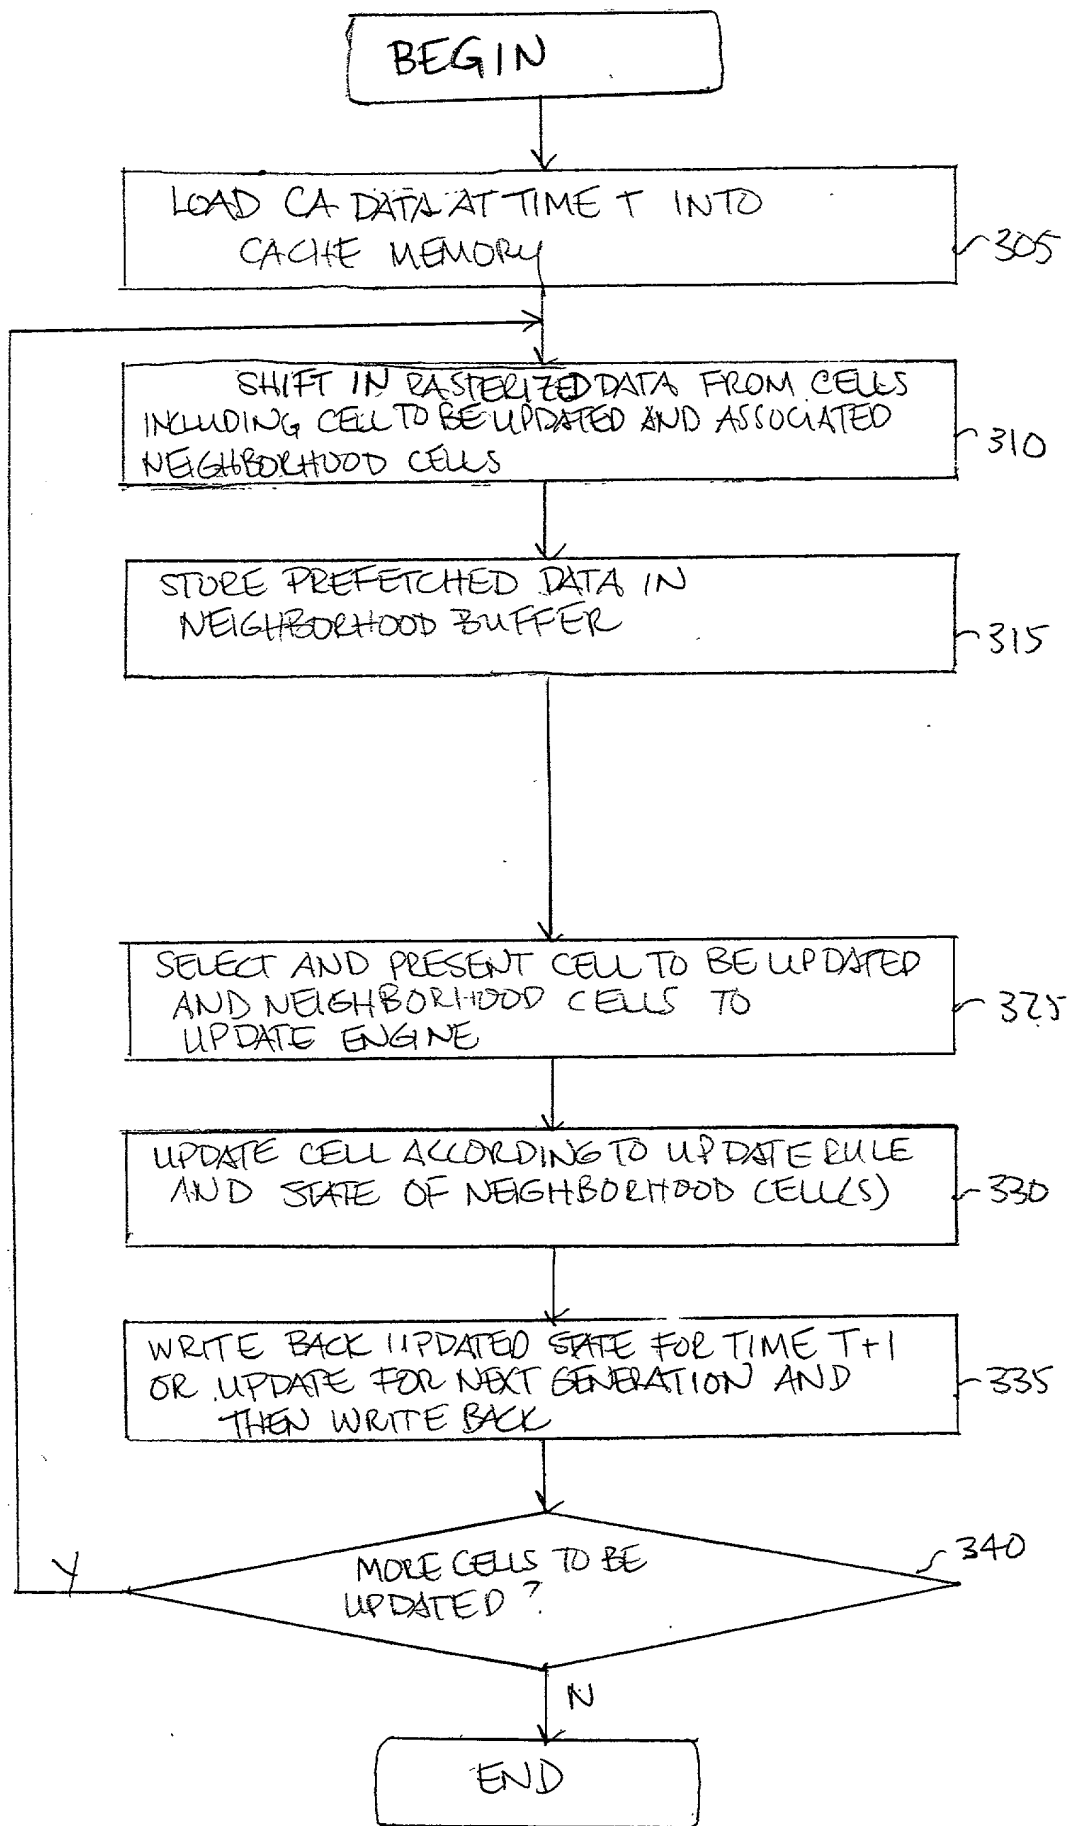 BEGIN
LOAD CA DATA AT TIME T INTO
CACHE MEMORY
305
SHIFT IN RASTERIZED DATA FROM CELLS
INCLUDING CELL TO BE UPDATED AND ASSOCIATED
NEIGHBORHOOD CELLS
310
STORE PREFETCHED DATA IN
NEIGHBORHOOD BUFFER
315
SELECT AND PRESENT CELL TO BE UPDATED
AND NEIGHBORHOOD CELLS TO
UPDATE ENGINE
325
UPDATE CELL ACCORDING TO UPDATE RULE
AND STATE OF NEIGHBORHOOD CELL(S)
330
WRITE BACK UPDATED STATE FOR TIME T+1
OR UPDATE FOR NEXT GENERATION AND
THEN WRITE BACK
335
Y
MORE CELLS TO BE
UPDATED?
340
N
END